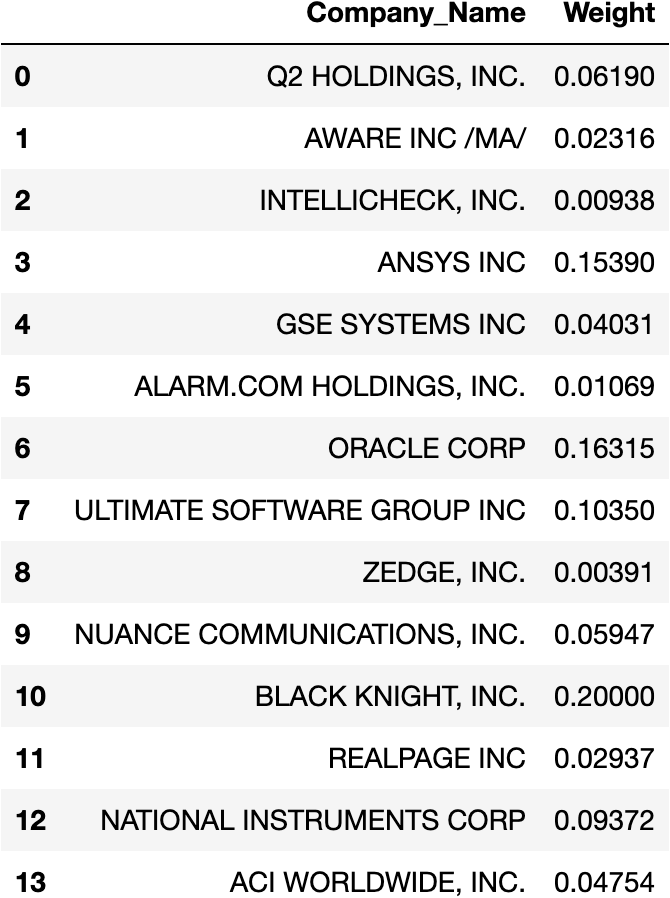 Company_Name Weight
0 Q2 HOLDINGS, INC. 0.06190
1 AWARE INC /MA/ 0.02316
2 INTELLICHECK, INC. 0.00938
3 ANSYS INC 0.15390
4 GSE SYSTEMS INC 0.04031
5 ALARM.COM HOLDINGS, INC. 0.01069
6 ORACLE CORP 0.16315
7 ULTIMATE SOFTWARE GROUP INC 0.10350
8 ZEDGE, INC. 0.00391
9 NUANCE COMMUNICATIONS, INC. 0.05947
10 BLACK KNIGHT, INC. 0.20000
11 REALPAGE INC 0.02937
12 NATIONAL INSTRUMENTS CORP 0.09372
13 ACI WORLDWIDE, INC. 0.04754